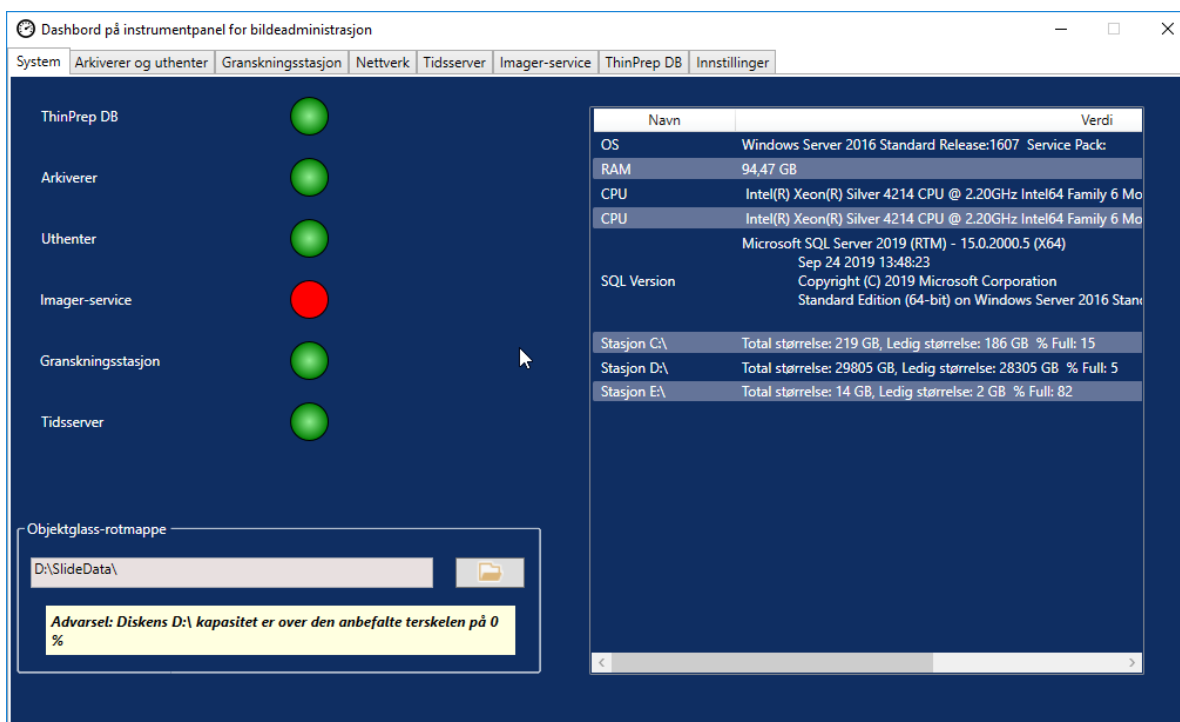 Dashbord på instrumentpanel for bildeadministrasjon
System Arkiverer og uthenter Granskningsstasjon Nettverk Tidsserver Imager-service ThinPrep DB Innstillinger
ThinPrep DB
Arkiverer
Uthenter
Imager-service
Granskningsstasjon
Tidsserver
Objektglass-rotmappe
D:\SlideData\
Advarsel: Diskens D:\ kapasitet er over den anbefalte terskelen på 0
%
Navn Verdi
OS Windows Server 2016 Standard Release:1607 Service Pack:
RAM 94,47 GB
CPU Intel(R) Xeon(R) Silver 4214 CPU @ 2.20GHz Intel64 Family 6 Mo
CPU Intel(R) Xeon(R) Silver 4214 CPU @ 2.20GHz Intel64 Family 6 Mo
Microsoft SQL Server 2019 (RTM) - 15.0.2000.5 (X64)
Sep 24 2019 13:48:23
SQL Version Copyright (C) 2019 Microsoft Corporation
Standard Edition (64-bit) on Windows Server 2016 Stan
Stasjon C:\ Total størrelse: 219 GB, Ledig størrelse: 186 GB % Full: 15
Stasjon D:\ Total størrelse: 29805 GB, Ledig størrelse: 28305 GB % Full: 5
Stasjon E:\ Total størrelse: 14 GB, Ledig størrelse: 2 GB % Full: 82